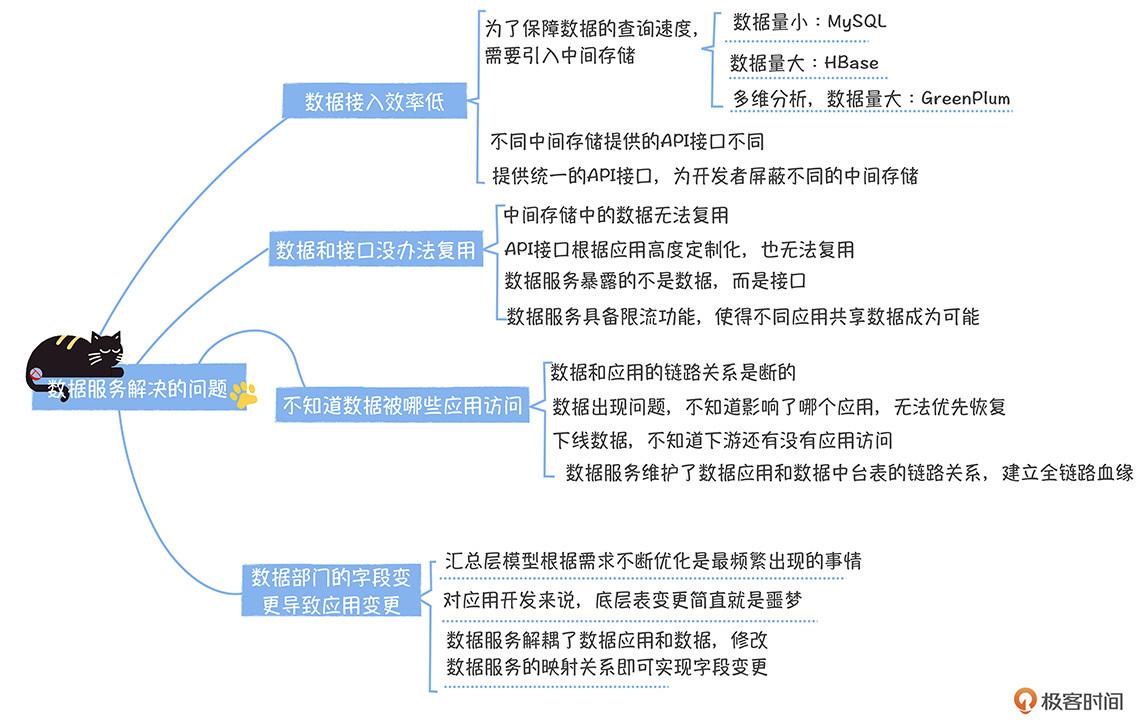 数据服务解决的问题
数据接入效率低
为了保障数据的查询速度，
需要引入中间存储
数据量小：MySQL
数据量大：HBase
多维分析，数据量大：GreenPlum
不同中间存储提供的API接口不同
提供统一的API接口，为开发者屏蔽不同的中间存储
数据和接口没办法复用
中间存储中的数据无法复用
API接口根据应用高度定制化，也无法复用
数据服务暴露的不是数据，而是接口
数据服务具备限流功能，使得不同应用共享数据成为可能
不知道数据被哪些应用访问
数据和应用的链路关系是断的
数据出现问题，不知道影响了哪个应用，无法优先恢复
下线数据，不知道下游还有没有应用访问
数据服务维护了数据应用和数据中台表的链路关系，建立全链路血缘
数据部门的字段变
更导致应用变更
汇总层模型根据需求不断优化是最频繁出现的事情
对应用开发来说，底层表变更简直就是噩梦
数据服务解耦了数据应用和数据，修改
数据服务的映射关系即可实现字段变更
极客时间